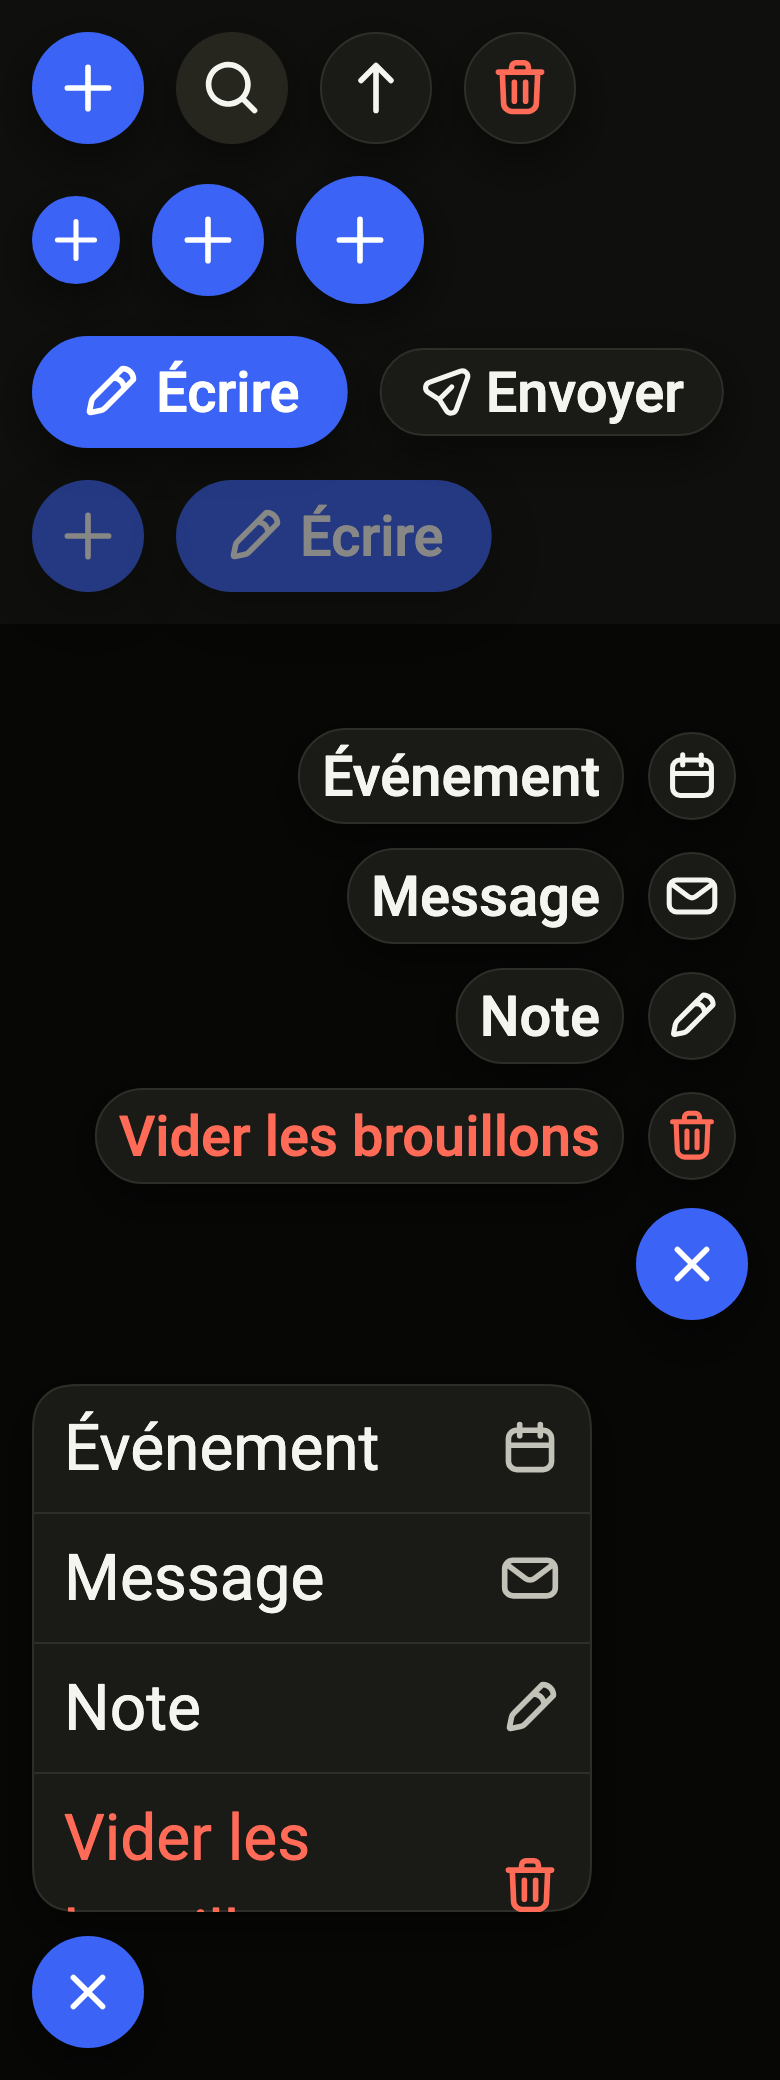 Écrire
Envoyer
Écrire
Événement
Message
Note
Vider les brouillons
Événement
Message
Note
Vider les